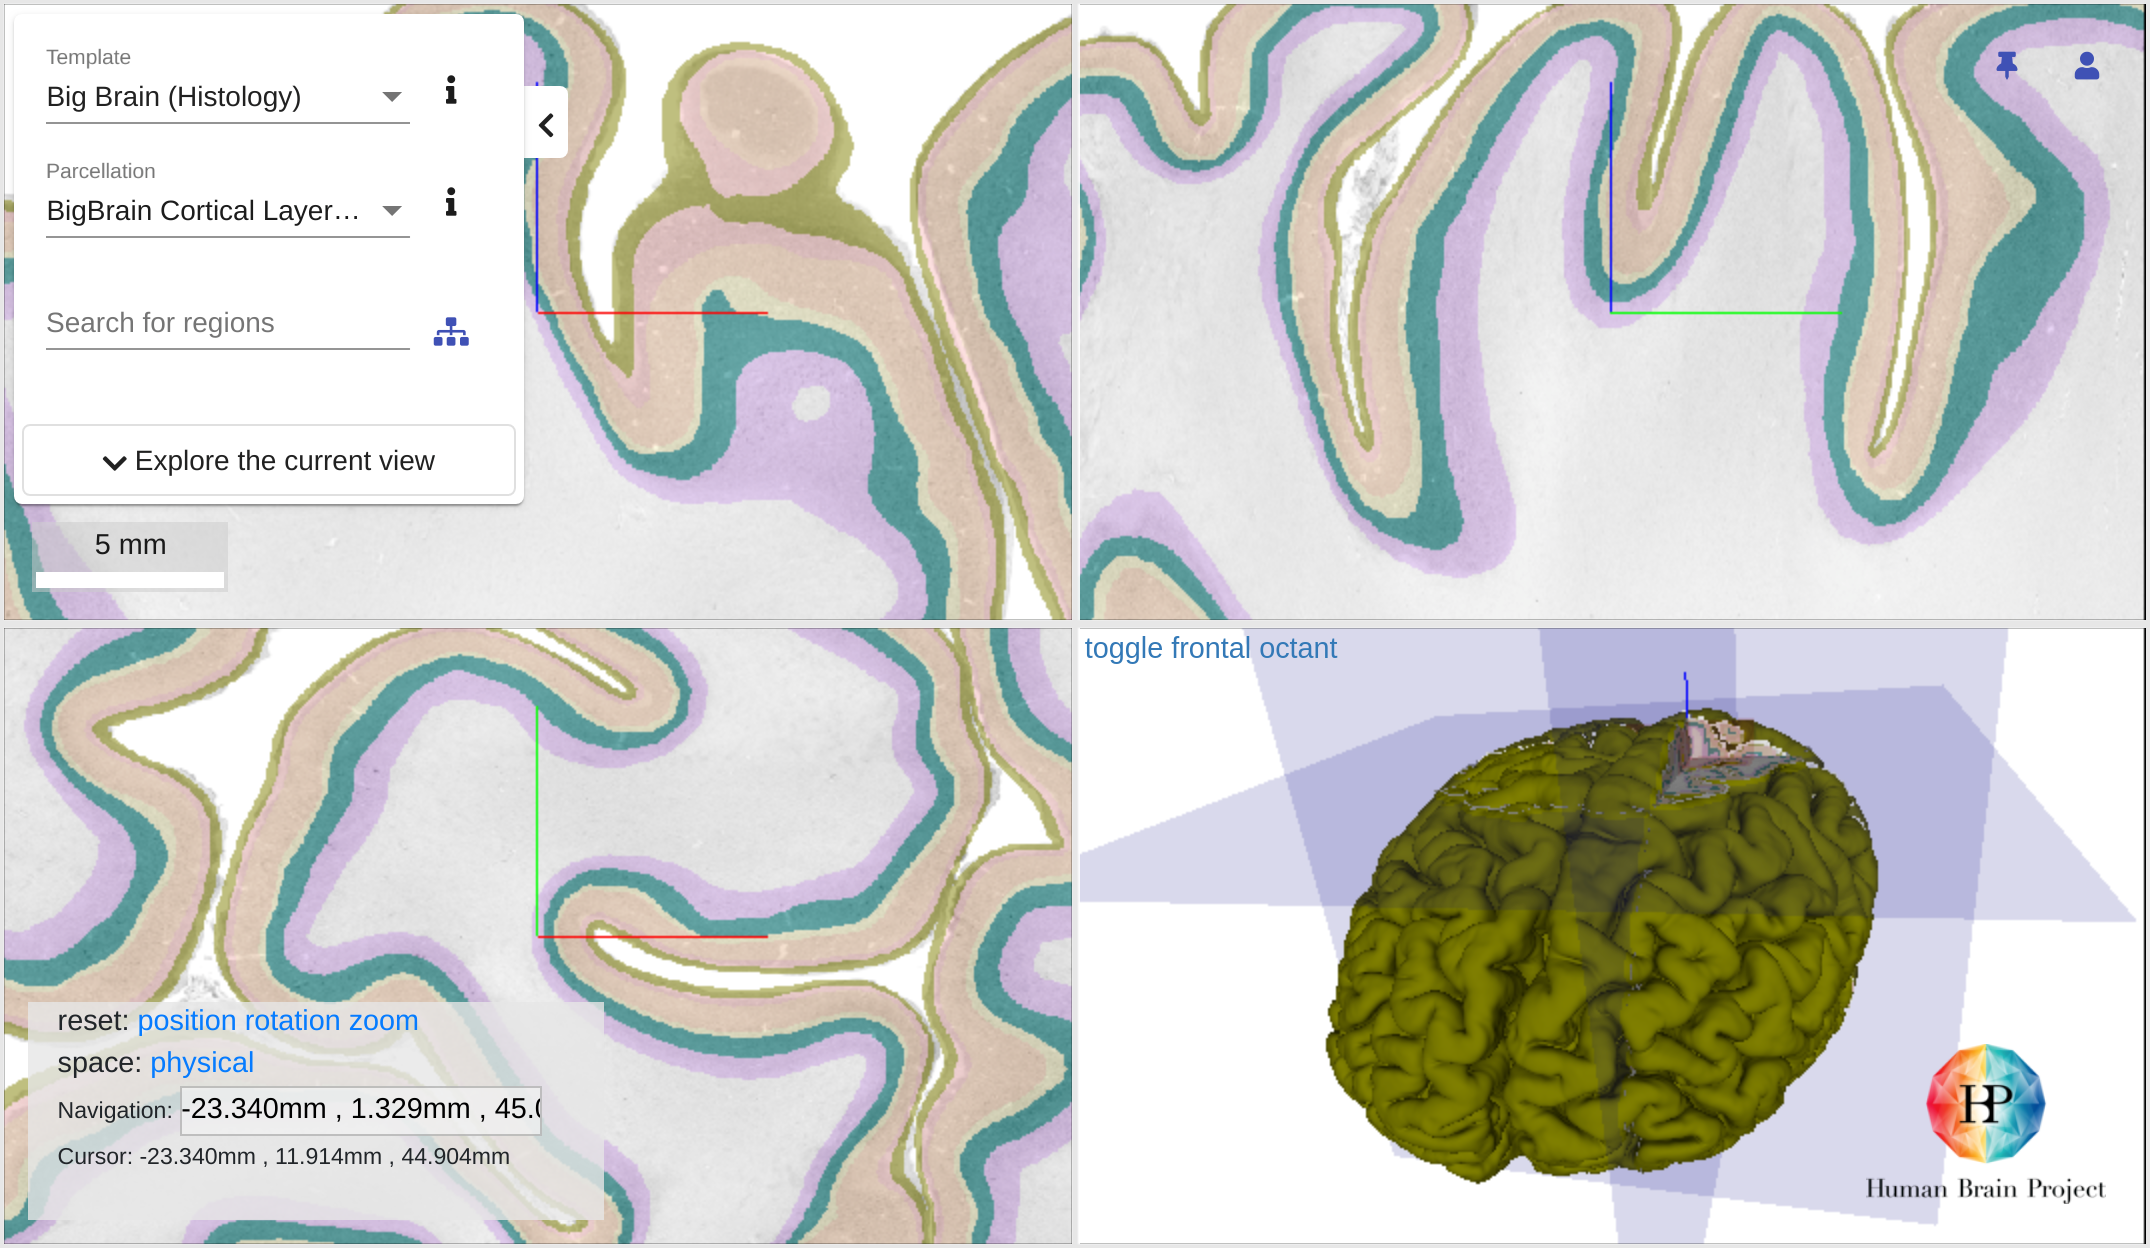 Template
Big Brain (Histology)
Parcellation
BigBrain Cortical Layer…
Search for regions
Explore the current view
5 mm
toggle frontal octant
reset: position rotation zoom
space: physical
Navigation: -23.340mm , 1.329mm , 45.
Cursor: -23.340mm , 11.914mm , 44.904mm
HP
Human Brain Project